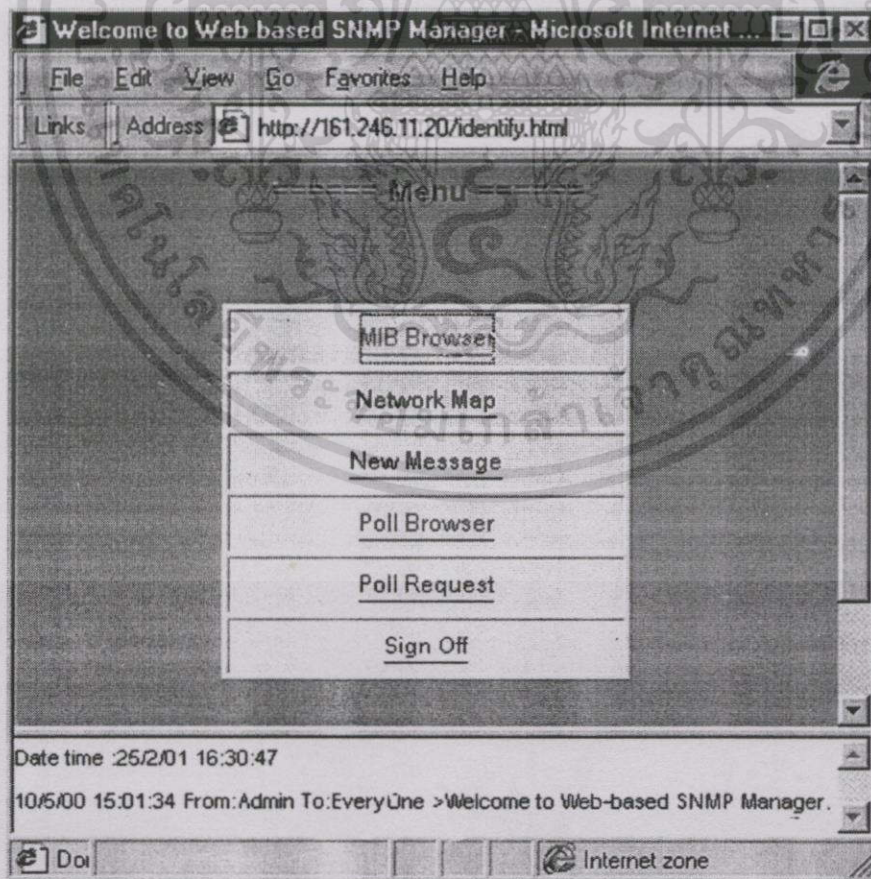 Welcome to Web based SNMP Manager - Microsoft Internet ....
File Edit View Go Favorites Help
Links Address http://161.246.11.20/identify.html
====== Menu ======
MIB Browser
Network Map
New Message
Poll Browser
Poll Request
Sign Off
Date time :25/2/01 16:30:47
10/5/00 15:01:34 From:Admin To:EveryOne >Welcome to Web-based SNMP Manager.
Internet zone